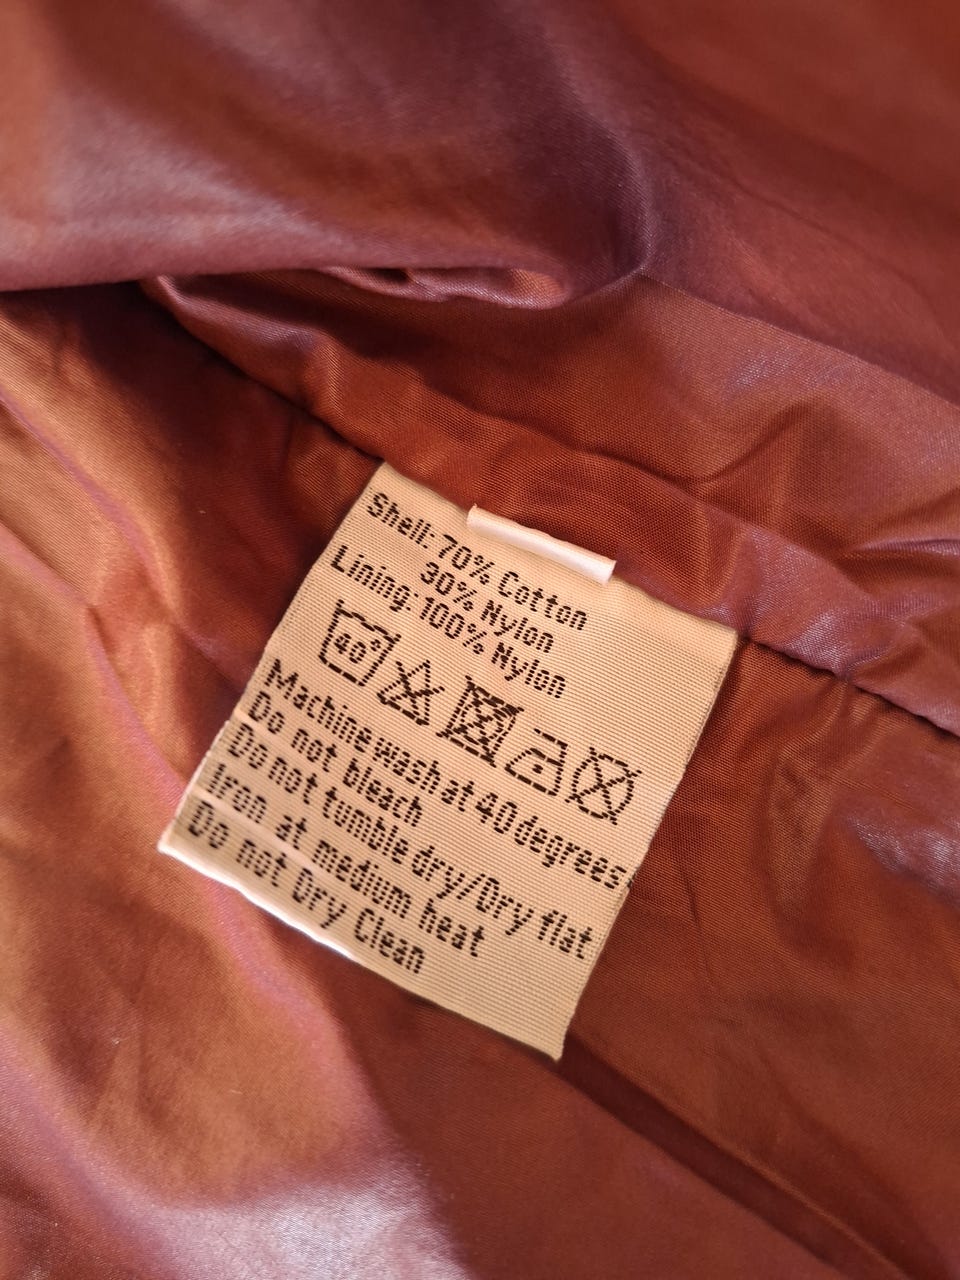 Shell: 70% Cotton
30% Nylon
Lining: 100% Nylon
40°
Machine wash at 40 degrees
Do not bleach
Do not tumble dry/Dry flat
Iron at medium heat
Do not Dry Clean